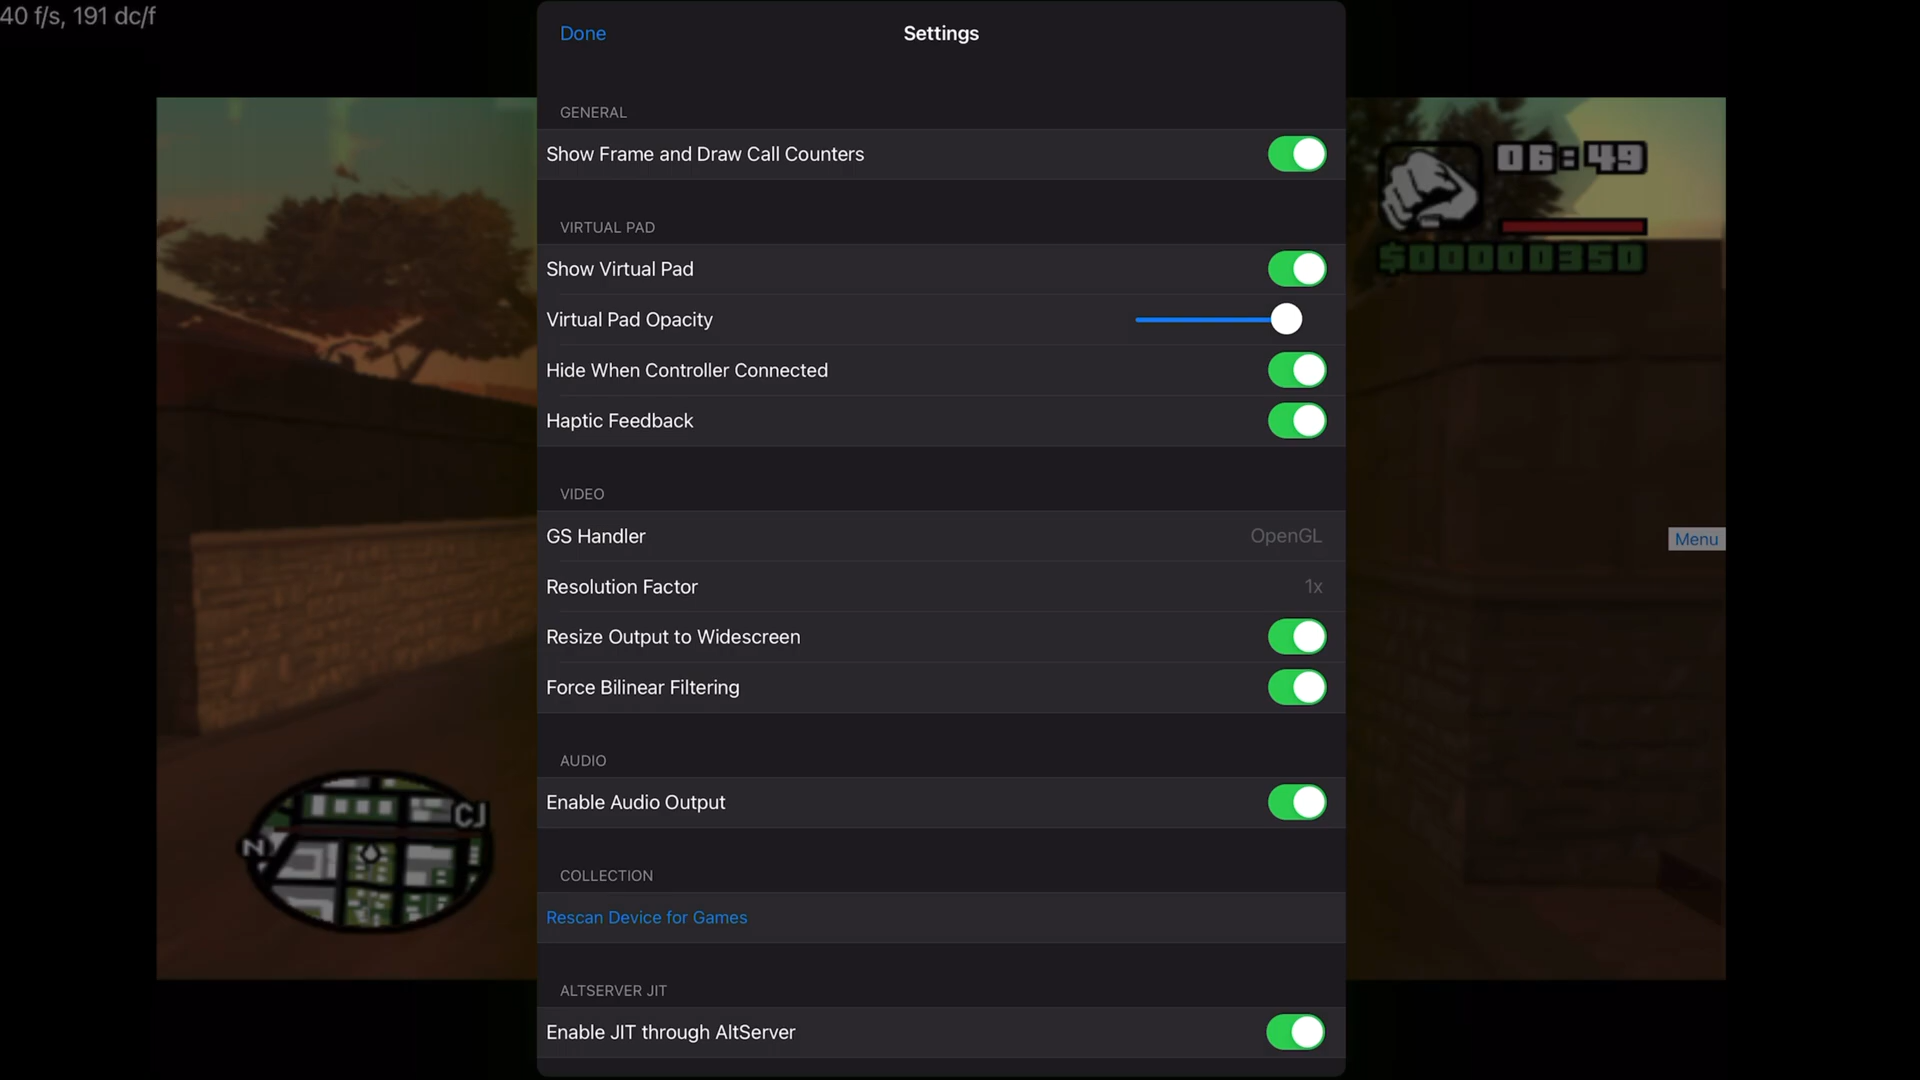 40 f/s, 191 dc/f
Done
Settings
GENERAL
Show Frame and Draw Call Counters
VIRTUAL PAD
Show Virtual Pad
Virtual Pad Opacity
Hide When Controller Connected
Haptic Feedback
VIDEO
GS Handler
OpenGL
Resolution Factor
1x
Resize Output to Widescreen
Force Bilinear Filtering
AUDIO
Enable Audio Output
COLLECTION
Rescan Device for Games
ALTSERVER JIT
Enable JIT through AltServer
06:49
$00000350
Menu
N
CJ